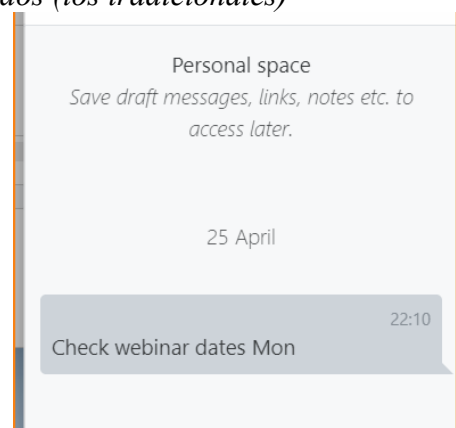 (los tradicionales)
Personal space
Save draft messages, links, notes etc. to
access later.
25 April
22:10
Check webinar dates Mon